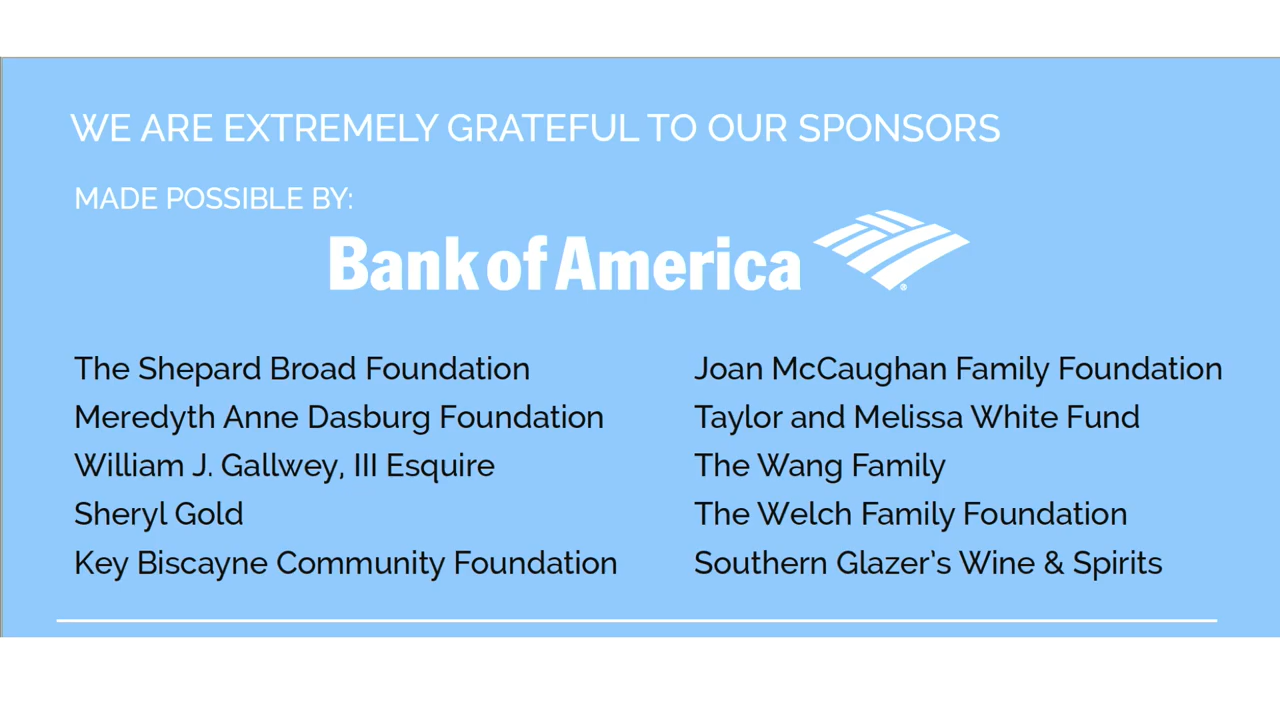 WE ARE EXTREMELY GRATEFUL TO OUR SPONSORS
MADE POSSIBLE BY:
Bank of America ®
The Shepard Broad Foundation
Meredyth Anne Dasburg Foundation
William J. Gallwey, III Esquire
Sheryl Gold
Key Biscayne Community Foundation
Joan McCaughan Family Foundation
Taylor and Melissa White Fund
The Wang Family
The Welch Family Foundation
Southern Glazer’s Wine & Spirits